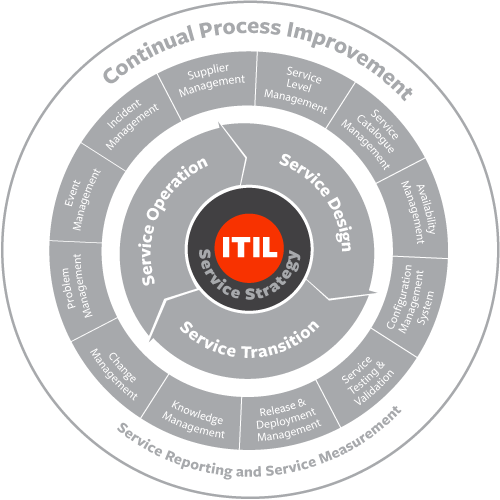 Continual Process Improvement
Supplier
Management
Service
Level
Management
Service
Catalogue
Management
Availability
Management
Configuration
Management
System
Service
Testing &
Validation
Release &
Deployment
Management
Knowledge
Management
Change
Management
Problem
Management
Event
Management
Incident
Management
Service Operation
Service Design
Service Transition
ITIL
Service Strategy
Service Reporting and Service Measurement